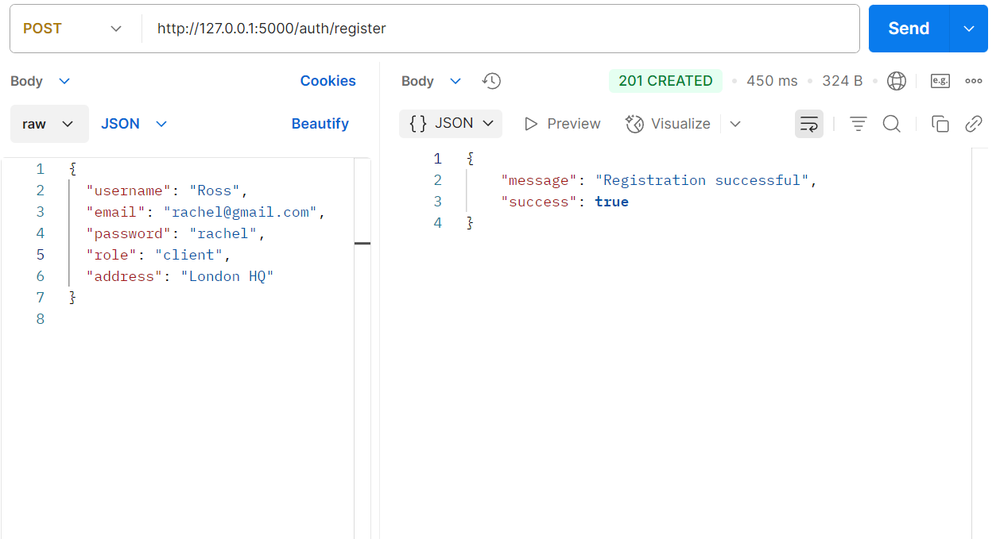 POST http://127.0.0.1:5000/auth/register Send
Body Cookies
raw JSON Beautify
1 {
2 "username": "Ross",
3 "email": "rachel@gmail.com",
4 "password": "rachel",
5 "role": "client",
6 "address": "London HQ"
7 }
8
Body 201 CREATED • 450 ms • 324 B • e.g.
{} JSON Preview Visualize
1 {
2 "message": "Registration successful",
3 "success": true
4 }